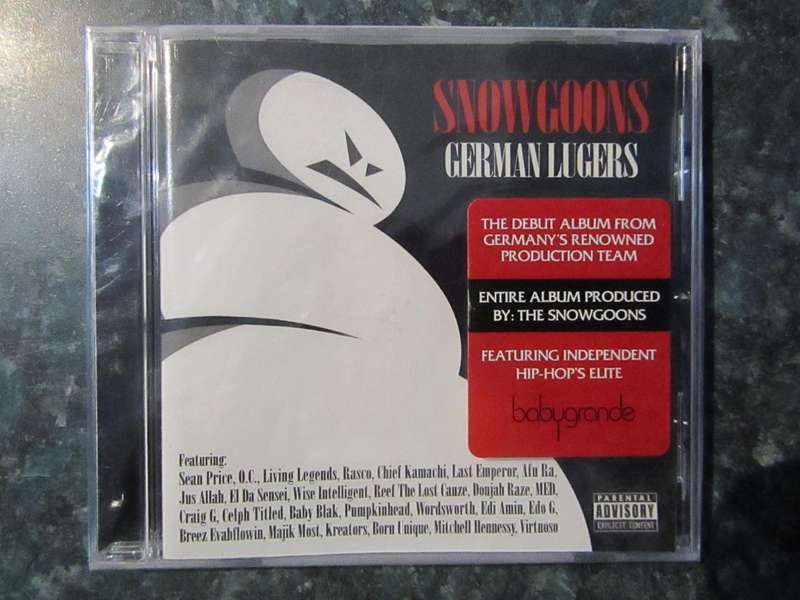 SNOWGOONS
GERMAN LUGERS
THE DEBUT ALBUM FROM
GERMANY'S RENOWNED
PRODUCTION TEAM
ENTIRE ALBUM PRODUCED
BY: THE SNOWGOONS
FEATURING INDEPENDENT
HIP-HOP'S ELITE
babygrande
Featuring:
Sean Price, O.C., Living Legends, Rasco, Chief Kamachi, Last Emperor, Afu Ra,
Jus Allah, El Da Sensei, Wise Intelligent, Reef The Lost Cauze, Doujah Raze, MED,
Craig G, Celph Titled, Baby Blak, Pumpkinhead, Wordsworth, Edi Amin, Edo G,
Breez Evahflowin, Majik Most, Kreators, Born Unique, Mitchell Hennessy, Virtuoso
PARENTAL
ADVISORY
EXPLICIT CONTENT